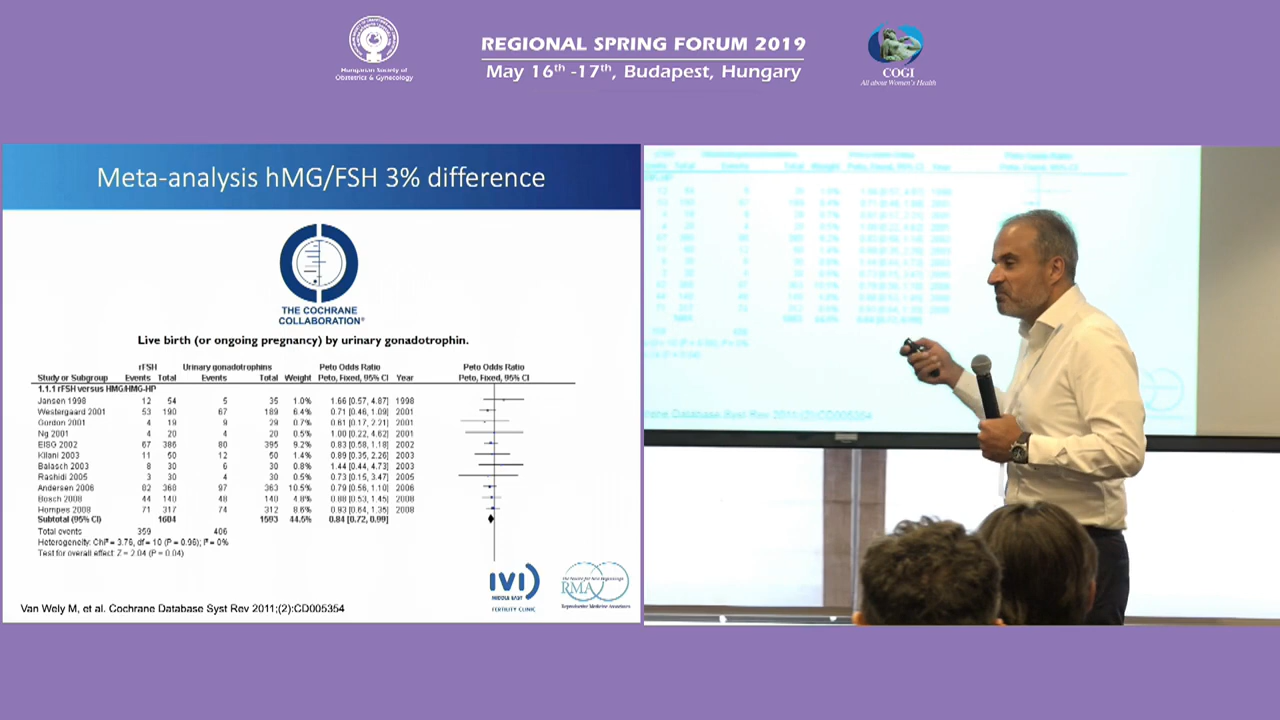 Hungarian Society of
Obstetrics & Gynecology
REGIONAL SPRING FORUM 2019
May 16th -17th, Budapest, Hungary
COGI
All about Women's Health
Meta-analysis hMG/FSH 3% difference
THE COCHRANE
COLLABORATION®
Live birth (or ongoing pregnancy) by urinary gonadotrophin.
rFSH Urinary gonadotrophins Peto Odds Ratio Peto Odds Ratio
Study or Subgroup Events Total Events Total Weight Peto, Fixed, 95% CI Year Peto, Fixed, 95% CI
1.1.1 rFSH versus HMG/HMG-HP
Jansen 1998 12 54 5 35 1.0% 1.66 [0.57, 4.87] 1998
Westergaard 2001 53 190 67 189 6.4% 0.71 [0.46, 1.09] 2001
Gordon 2001 4 19 9 29 0.7% 0.61 [0.17, 2.21] 2001
Ng 2001 4 20 4 20 0.5% 1.00 [0.22, 4.62] 2001
EISG 2002 67 386 80 395 9.2% 0.83 [0.58, 1.18] 2002
Kilani 2003 11 50 12 50 1.4% 0.89 [0.35, 2.26] 2003
Balasch 2003 8 30 6 30 0.8% 1.44 [0.44, 4.73] 2003
Rashidi 2005 3 30 4 30 0.5% 0.73 [0.15, 3.47] 2005
Andersen 2006 82 360 97 363 10.5% 0.79 [0.56, 1.10] 2006
Bosch 2008 44 140 48 140 4.8% 0.88 [0.53, 1.45] 2008
Hompes 2008 71 317 74 312 8.6% 0.93 [0.64, 1.35] 2008
Subtotal (95% CI) 1604 1593 44.5% 0.84 [0.72, 0.99]
Total events 359 406
Heterogeneity: Chi² = 3.76, df = 10 (P = 0.96); I² = 0%
Test for overall effect: Z = 2.04 (P = 0.04)
IVI
MIDDLE EAST
FERTILITY CLINIC
RMA
Reproductive Medicine Associates
Van Wely M, et al. Cochrane Database Syst Rev 2011;(2):CD005354